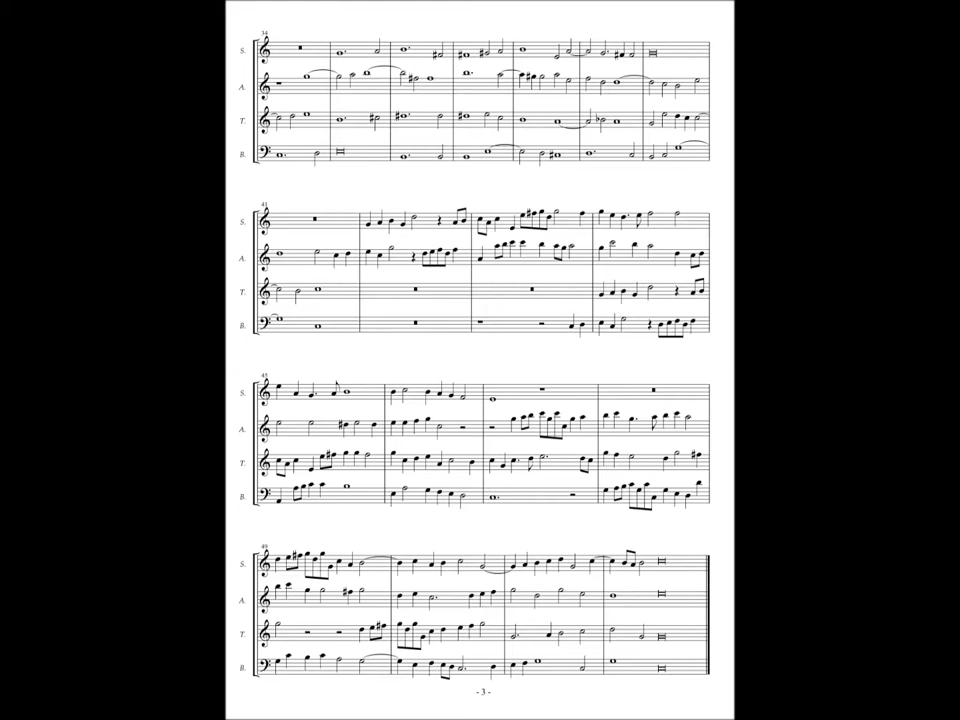 34
S.
A.
T.
B.
41
S.
A.
T.
B.
45
S.
A.
T.
B.
49
S.
A.
T.
B.
- 3 -